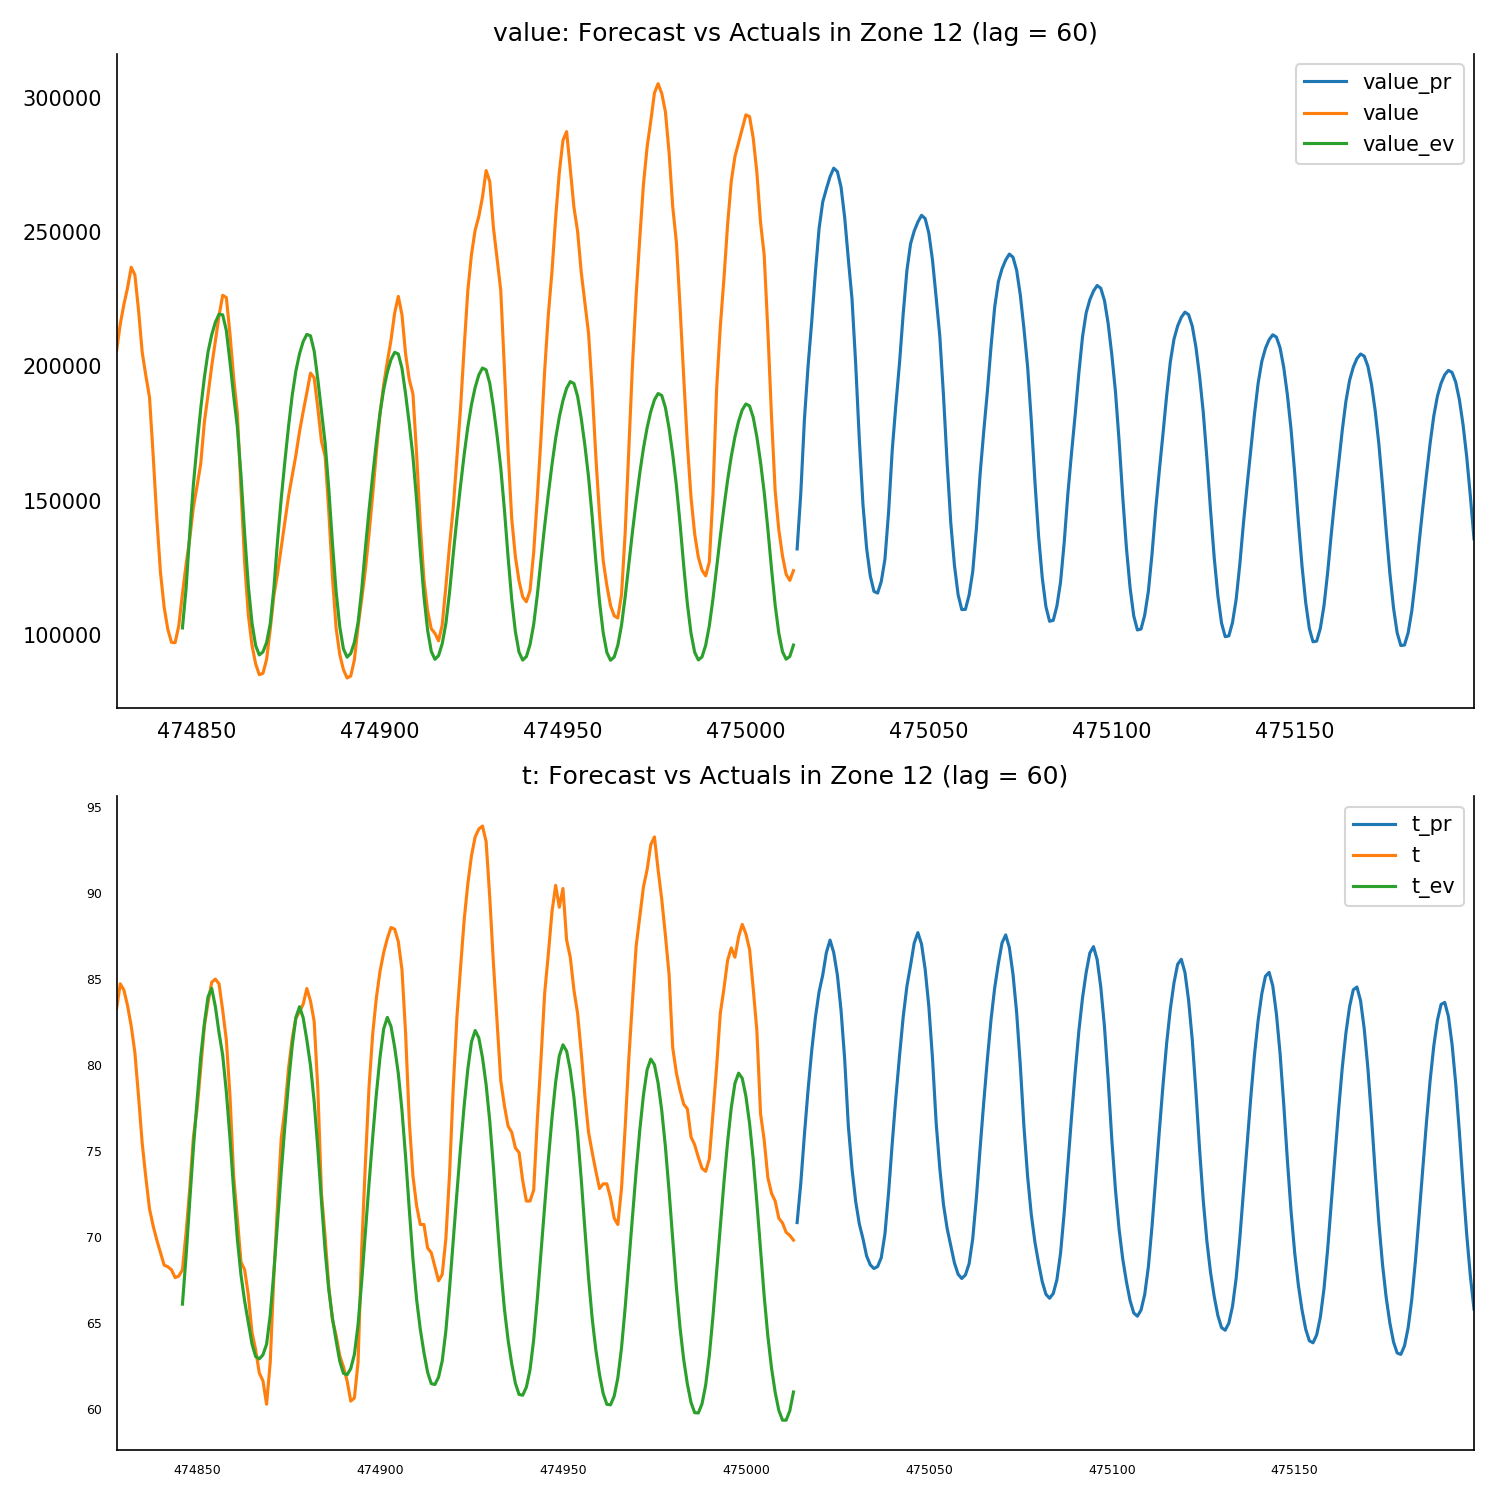 value: Forecast vs Actuals in Zone 12 (lag = 60)
value_pr
value
value_ev
300000
250000
200000
150000
100000
474850 474900 474950 475000 475050 475100 475150
t: Forecast vs Actuals in Zone 12 (lag = 60)
t_pr
t
t_ev
95
90
85
80
75
70
65
60
474850 474900 474950 475000 475050 475100 475150